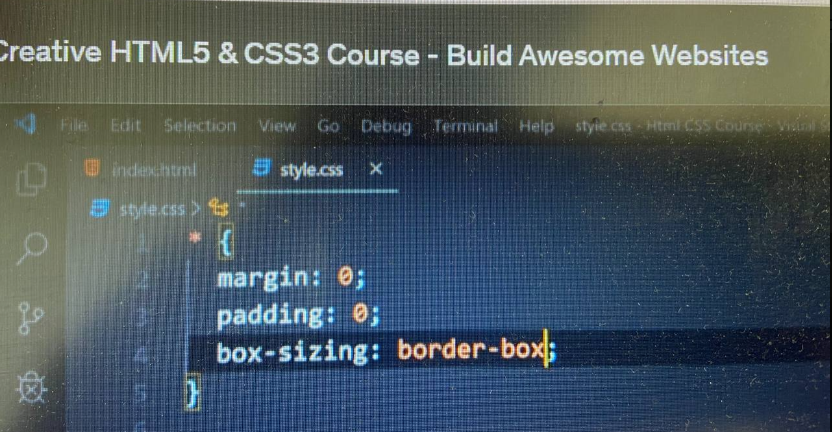 Creative HTML5 & CSS3 Course - Build Awesome Websites
File Edit Selection View Go Debug Terminal Help style.css - Html CSS Course - Visual S
index.html style.css ×
style.css > *
1 * {
2 margin: 0;
3 padding: 0;
4 box-sizing: border-box;
5 }
6